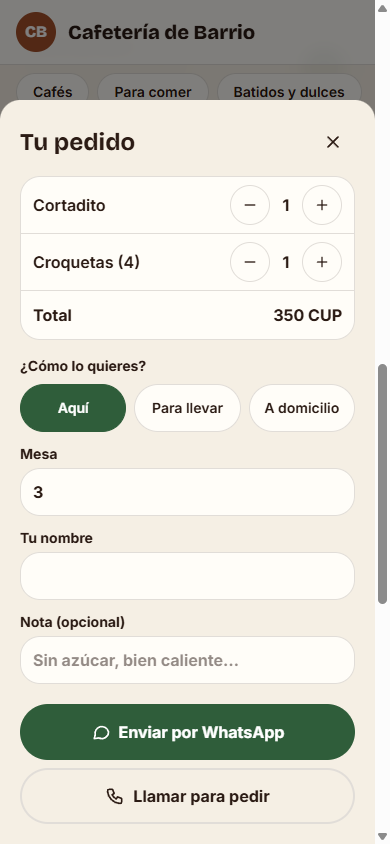 CB Cafetería de Barrio
Cafés Para comer Batidos y dulces
Tu pedido
Cortadito 1
Croquetas (4) 1
Total 350 CUP
¿Cómo lo quieres?
Aquí Para llevar A domicilio
Mesa
3
Tu nombre
Nota (opcional)
Sin azúcar, bien caliente...
Enviar por WhatsApp
Llamar para pedir